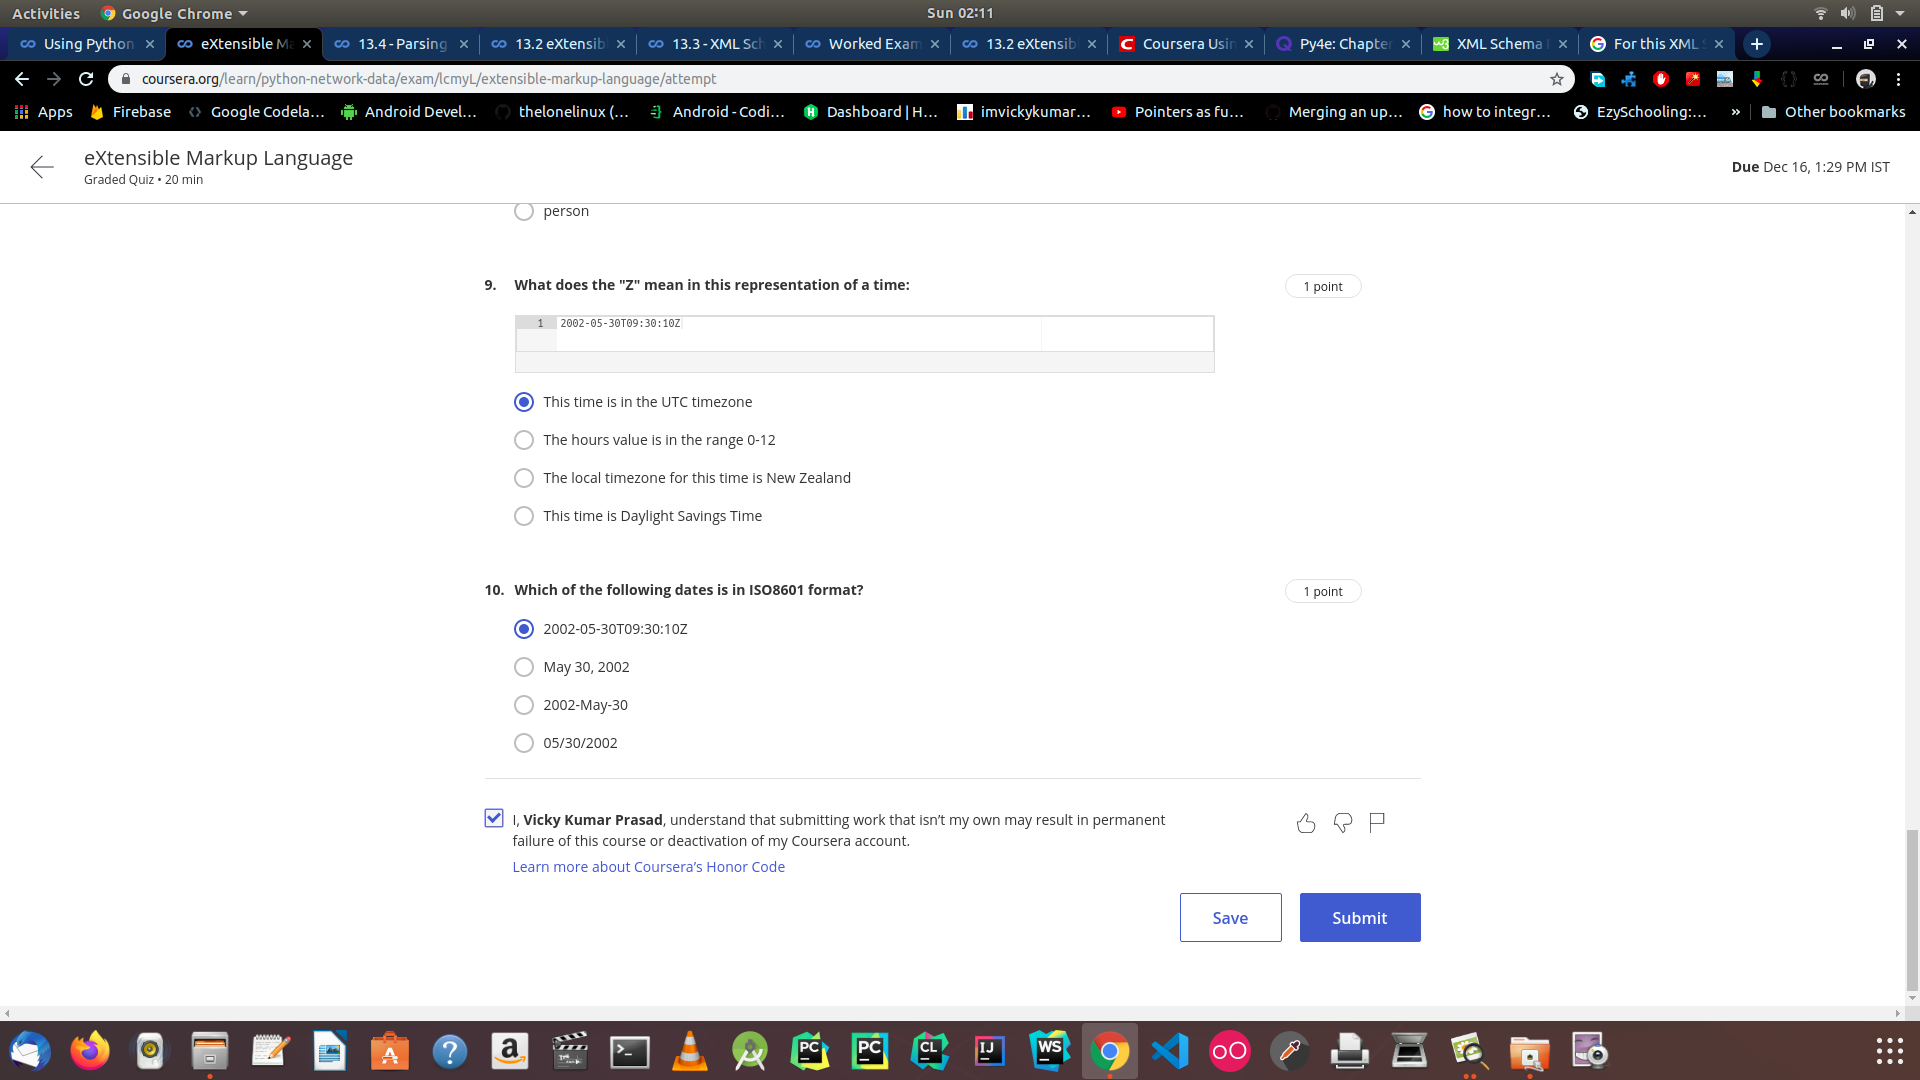 Activities Google Chrome Sun 02:11
Using Python eXtensible Ma 13.4 - Parsing 13.2 eXtensib 13.3 - XML Sc Worked Exam 13.2 eXtensib Coursera Usin Py4e: Chapte XML Schema For this XML S
coursera.org/learn/python-network-data/exam/lcmyL/extensible-markup-language/attempt
Apps Firebase Google Codela... Android Devel... thelonelinux (... Android - Codi... Dashboard | H... imvickykumar... Pointers as fu... Merging an up... how to integr... EzySchooling:... » Other bookmarks
eXtensible Markup Language
Graded Quiz • 20 min
Due Dec 16, 1:29 PM IST
person
9. What does the "Z" mean in this representation of a time:
1 point
1 2002-05-30T09:30:10Z
This time is in the UTC timezone
The hours value is in the range 0-12
The local timezone for this time is New Zealand
This time is Daylight Savings Time
10. Which of the following dates is in ISO8601 format?
1 point
2002-05-30T09:30:10Z
May 30, 2002
2002-May-30
05/30/2002
I, Vicky Kumar Prasad, understand that submitting work that isn't my own may result in permanent
failure of this course or deactivation of my Coursera account.
Learn more about Coursera's Honor Code
Save Submit
PC PC CL IJ WS